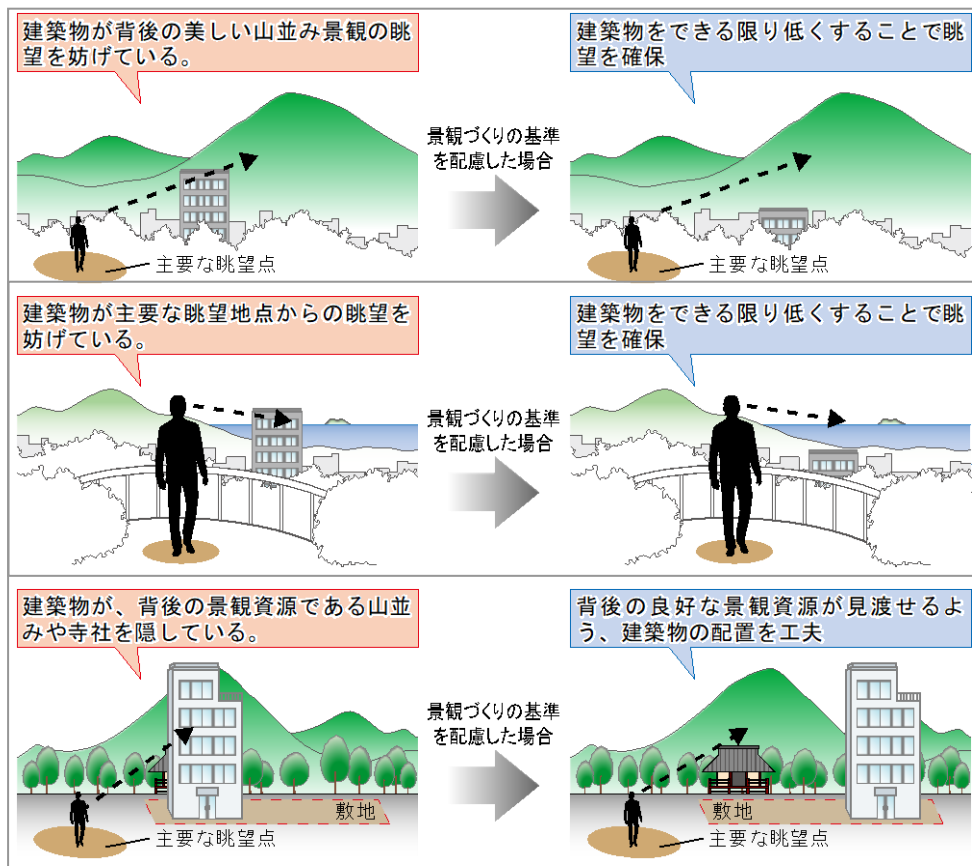 建築物が背後の美しい山並み景観の眺
望を妨げている。
建築物をできる限り低くすることで眺
望を確保
景観づくりの基準
を配慮した場合
主要な眺望点
主要な眺望点
建築物が主要な眺望地点からの眺望を
妨げている。
建築物をできる限り低くすることで眺
望を確保
景観づくりの基準
を配慮した場合
建築物が、背後の景観資源である山並
みや寺社を隠している。
背後の良好な景観資源が見渡せるよ
う、建築物の配置を工夫
景観づくりの基準
を配慮した場合
敷地
主要な眺望点
敷地
主要な眺望点